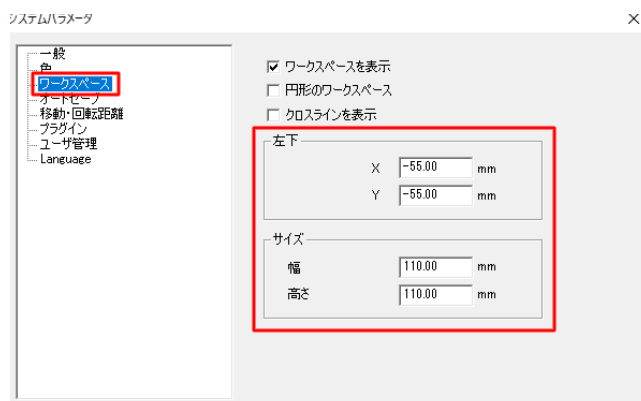 システムパラメータ
一般
色
ワークスペース
オートセーブ
移動・回転距離
プラグイン
ユーザ管理
Language
ワークスペースを表示
円形のワークスペース
クロスラインを表示
左下
X -55.00 mm
Y -55.00 mm
サイズ
幅 110.00 mm
高さ 110.00 mm